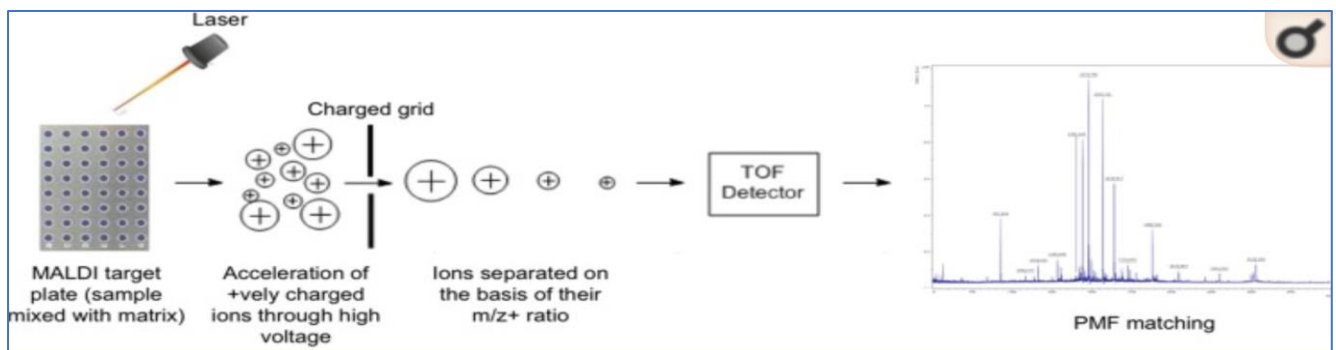 Laser
Charged grid
TOF
Detector
MALDI target
plate (sample
mixed with matrix)
Acceleration of
+vely charged
ions through high
voltage
Ions separated on
the basis of their
m/z+ ratio
PMF matching